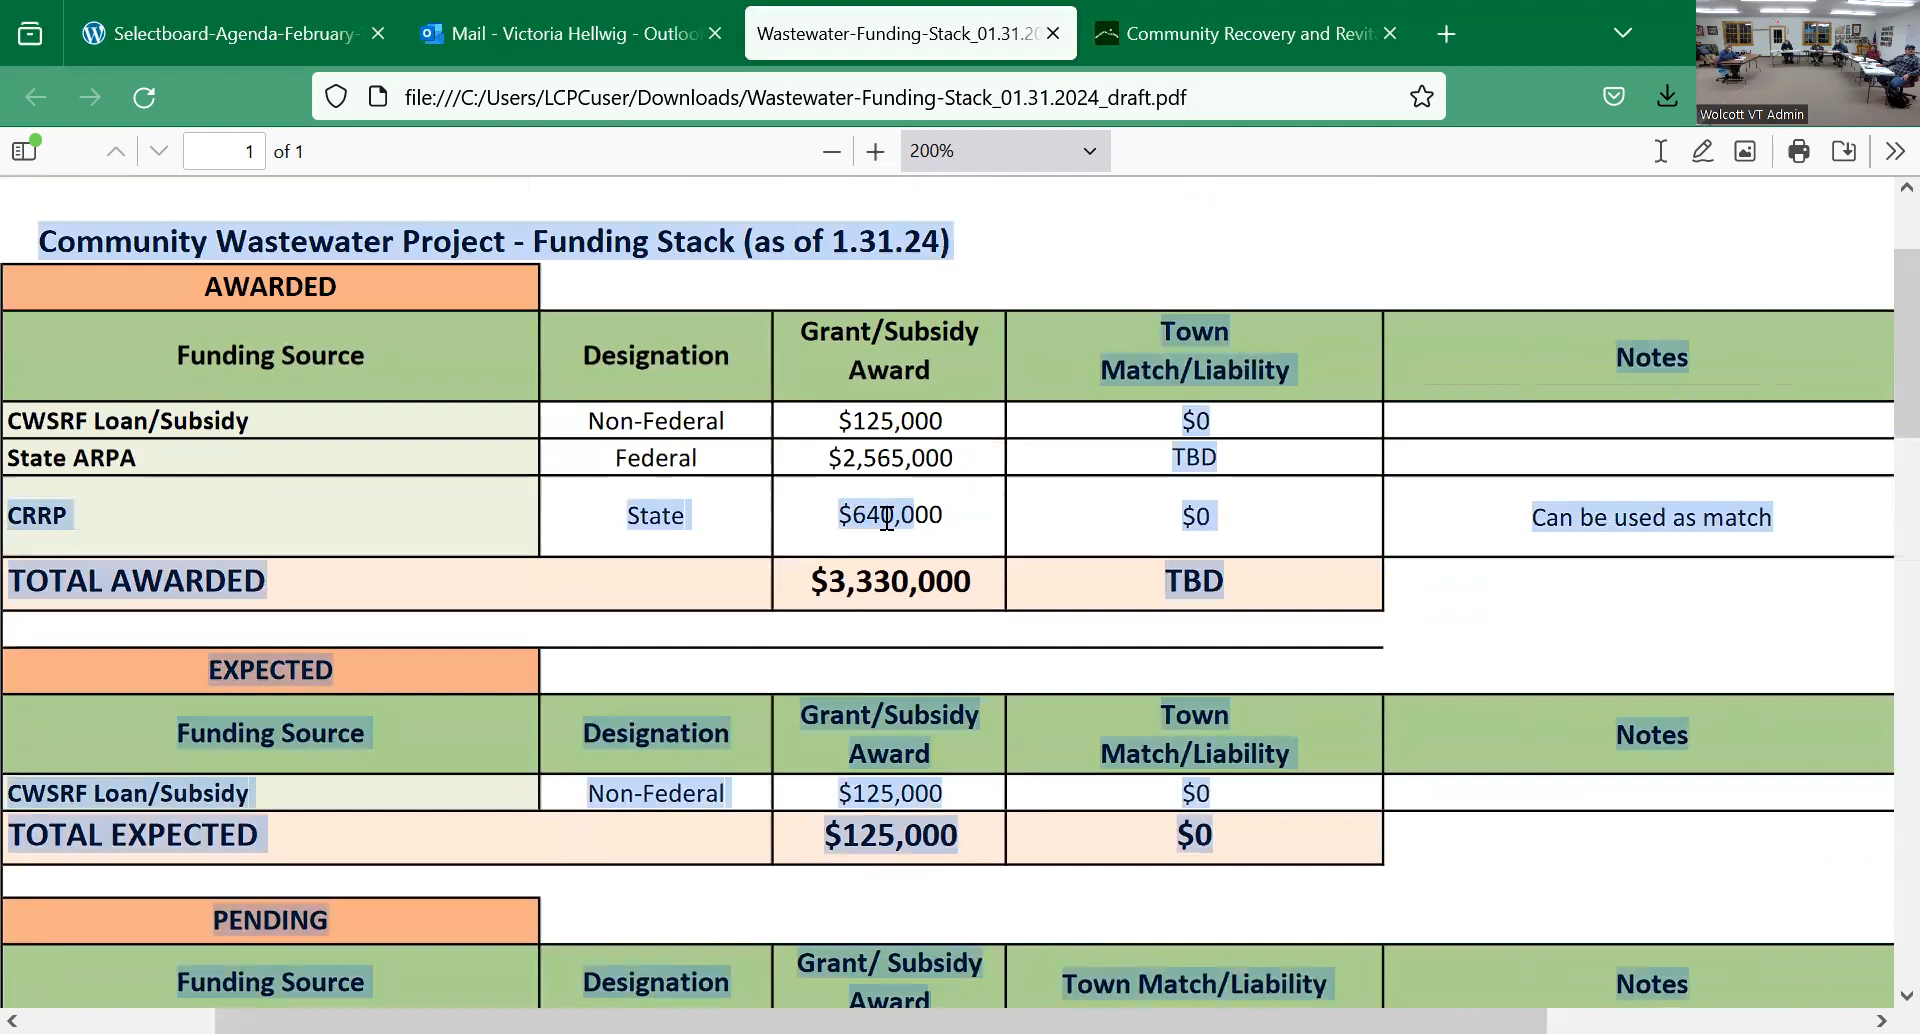 Selectboard-Agenda-February-
Mail - Victoria Hellwig - Outloo
Wastewater-Funding-Stack_01.31.20
Community Recovery and Revit
file:///C:/Users/LCPCuser/Downloads/Wastewater-Funding-Stack_01.31.2024_draft.pdf
Wolcott VT Admin
1 of 1
200%
Community Wastewater Project - Funding Stack (as of 1.31.24)
AWARDED
Funding Source Designation Grant/Subsidy Award Town Match/Liability Notes
CWSRF Loan/Subsidy Non-Federal $125,000 $0
State ARPA Federal $2,565,000 TBD
CRRP State $640,000 $0 Can be used as match
TOTAL AWARDED $3,330,000 TBD
EXPECTED
Funding Source Designation Grant/Subsidy Award Town Match/Liability Notes
CWSRF Loan/Subsidy Non-Federal $125,000 $0
TOTAL EXPECTED $125,000 $0
PENDING
Funding Source Designation Grant/ Subsidy Award Town Match/Liability Notes